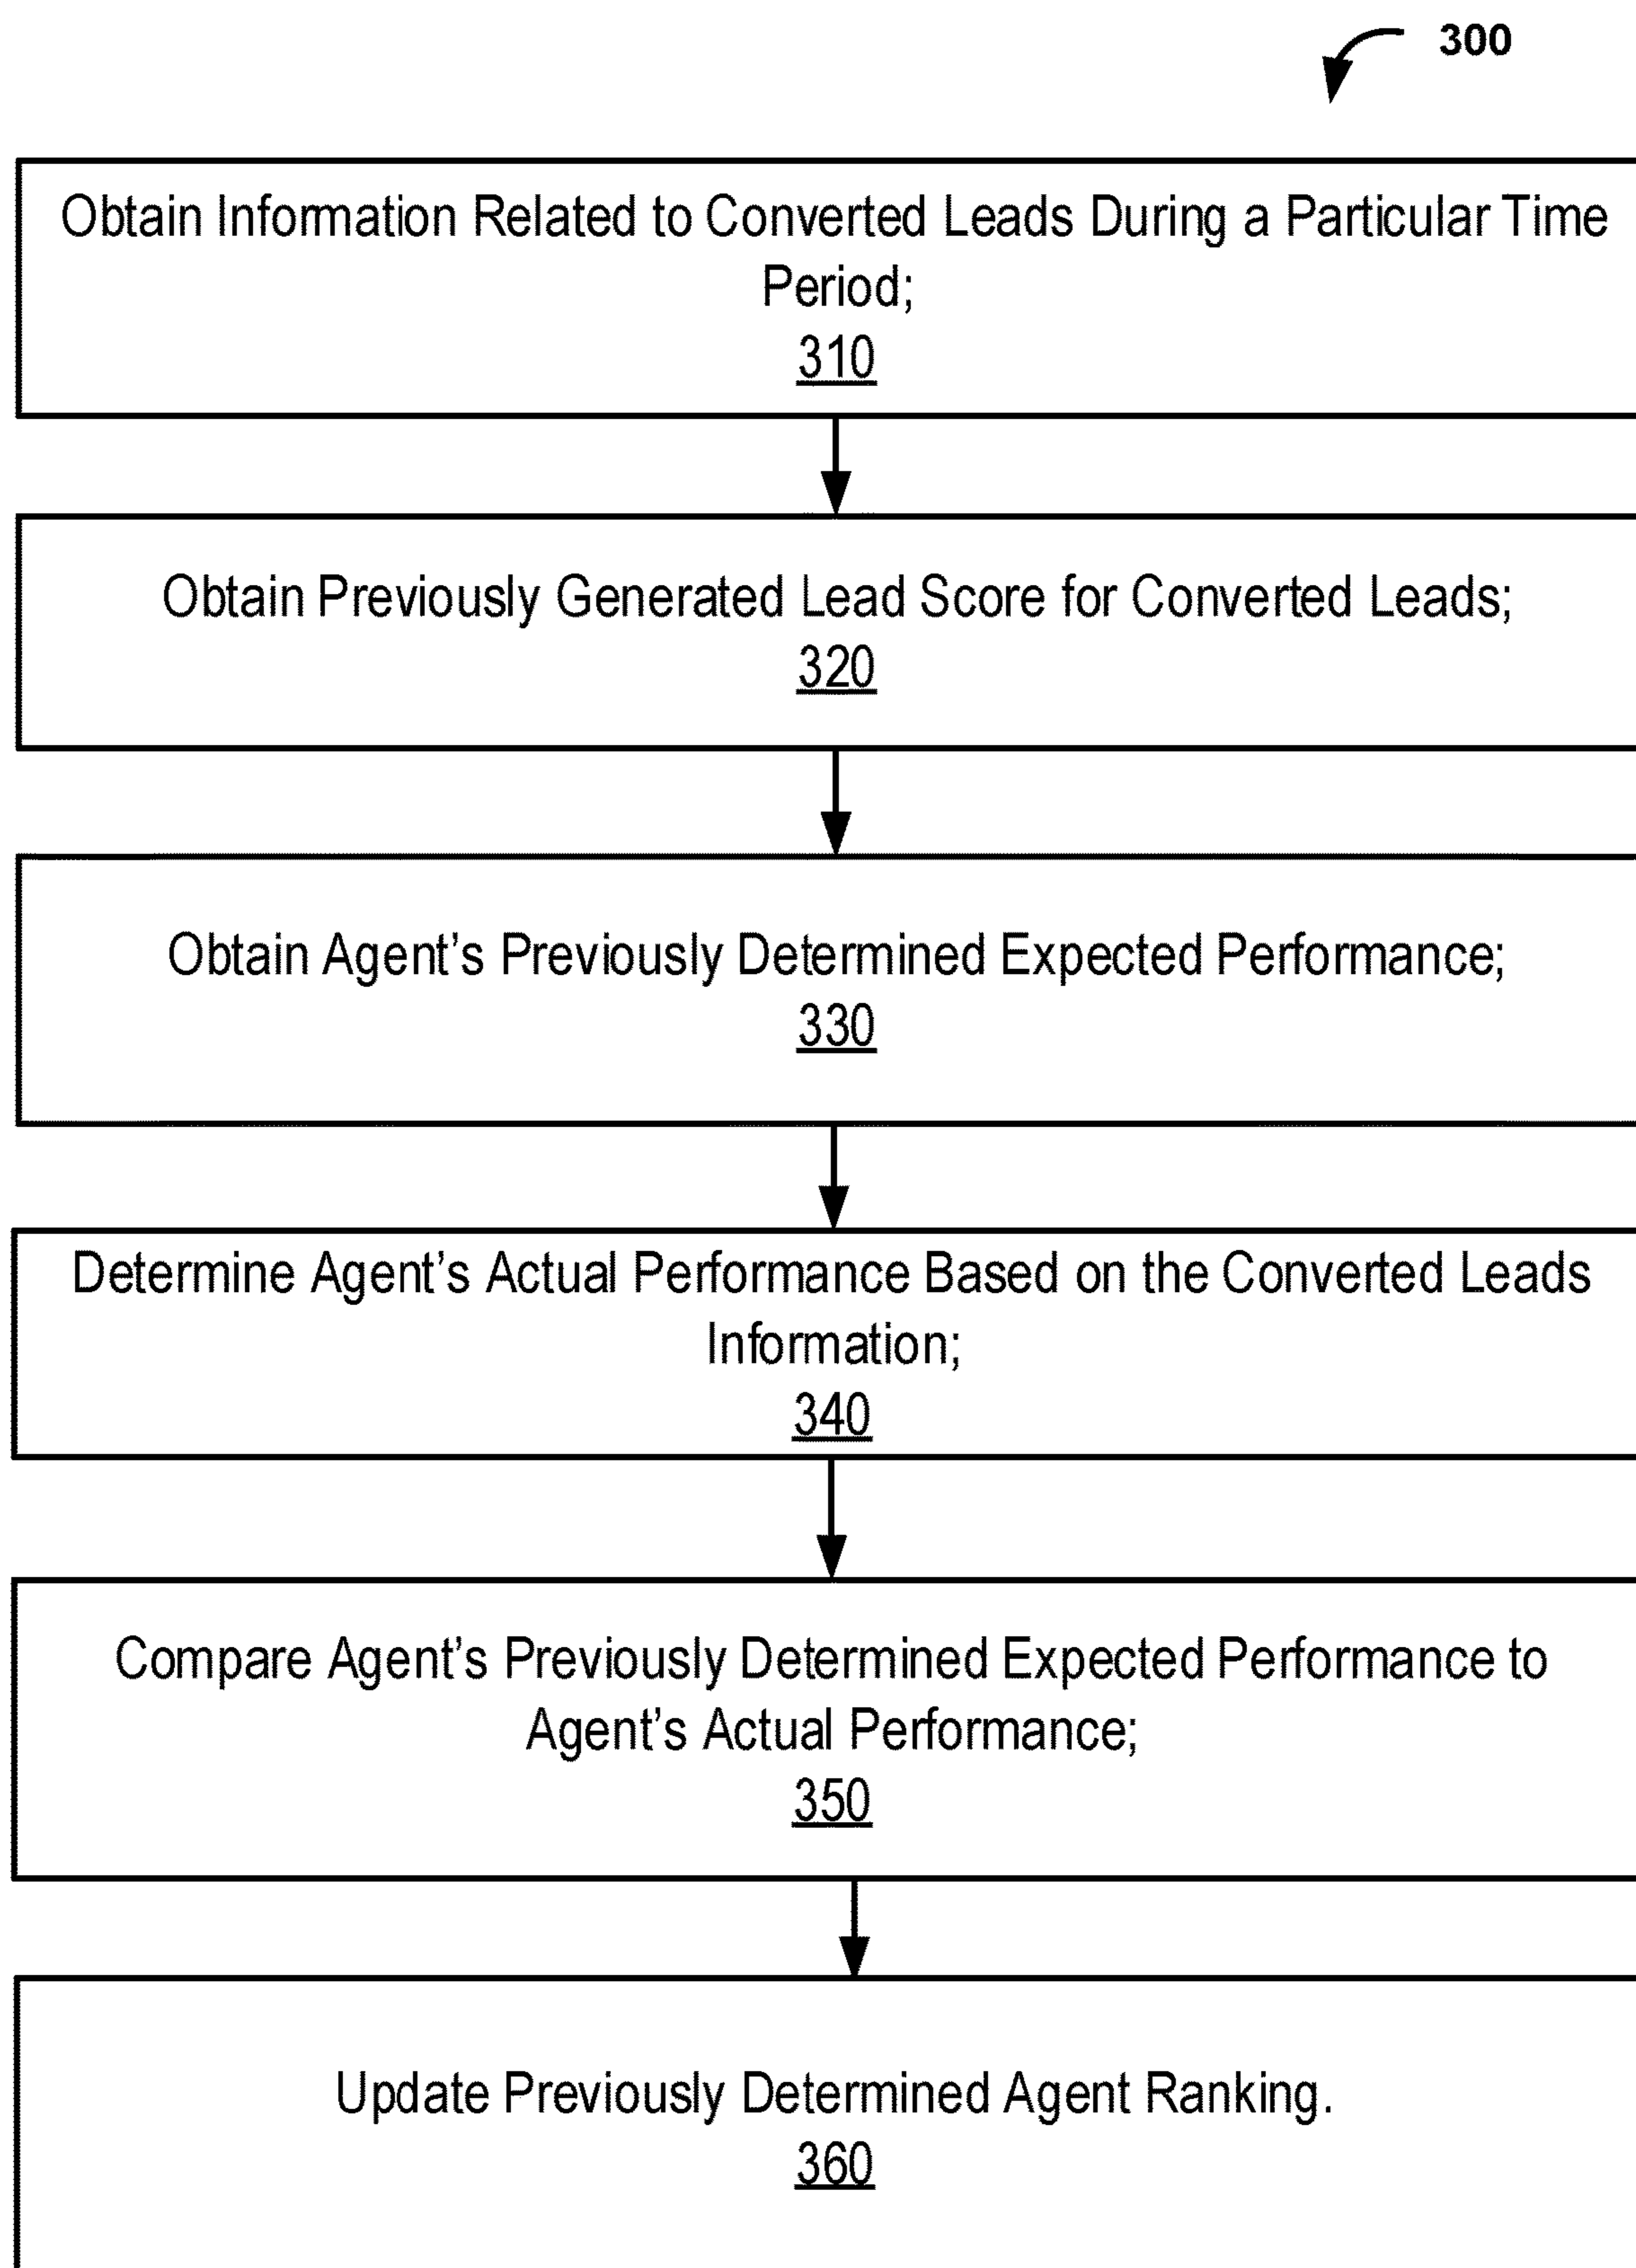 300
Obtain Information Related to Converted Leads During a Particular Time
Period;
310
Obtain Previously Generated Lead Score for Converted Leads;
320
Obtain Agent’s Previously Determined Expected Performance;
330
Determine Agent’s Actual Performance Based on the Converted Leads
Information;
340
Compare Agent’s Previously Determined Expected Performance to
Agent’s Actual Performance;
350
Update Previously Determined Agent Ranking.
360